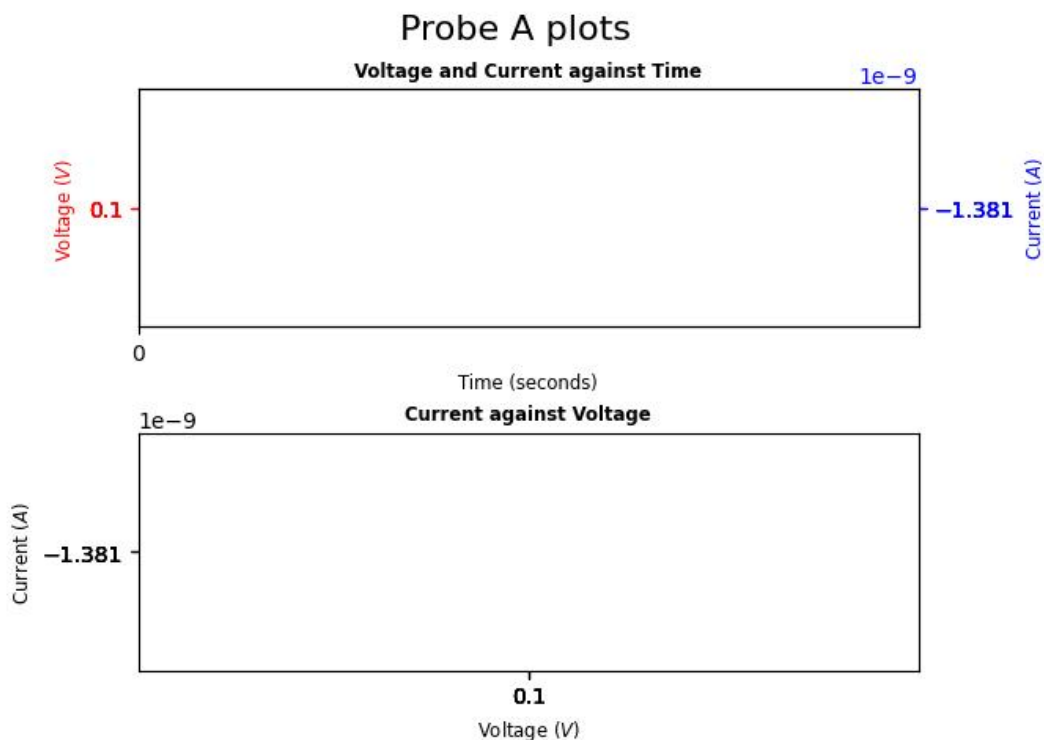 Probe A plots
Voltage and Current against Time
1e−9
Voltage (V)
0.1
−1.381
Current (A)
0
Time (seconds)
Current against Voltage
1e−9
Current (A)
−1.381
0.1
Voltage (V)